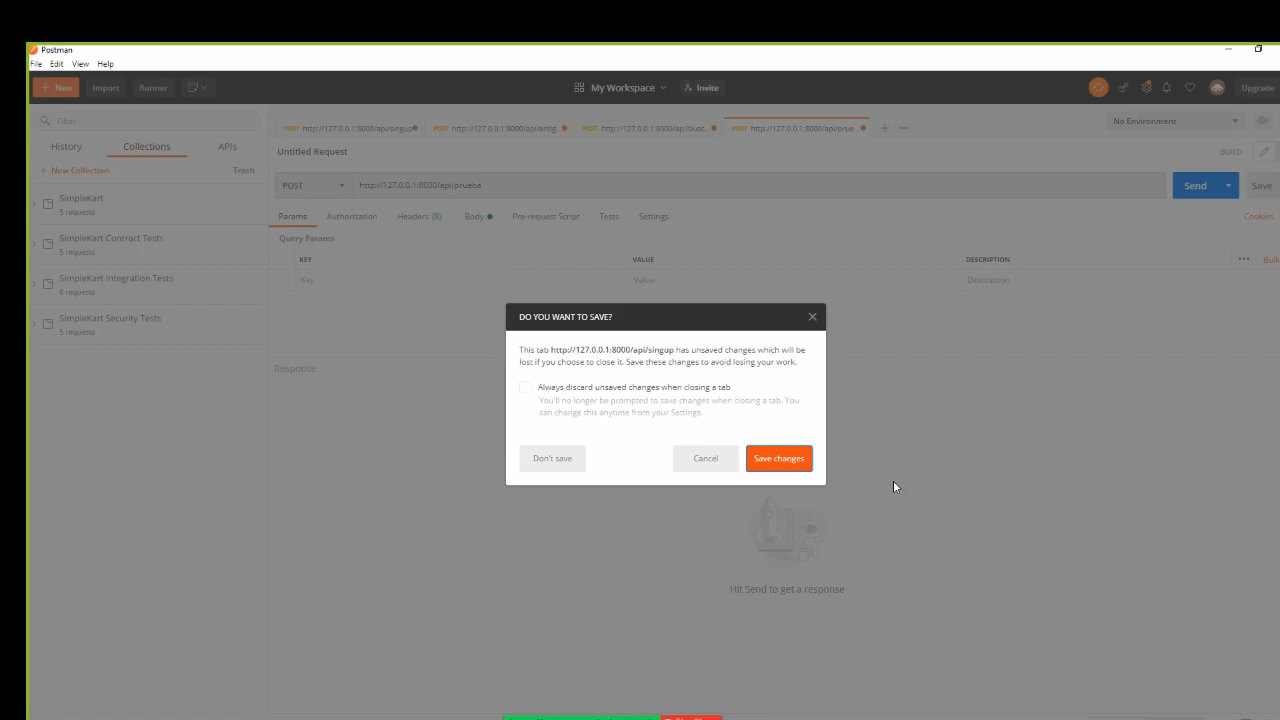 Postman
File Edit View Help
New Import Runner My Workspace Invite Upgrade
Filter
POST http://127.0.0.1:8000/api/singup POST http://127.0.0.1:8000/api/antig... POST http://127.0.0.1:8000/api/busc... POST http://127.0.0.1:8000/api/prue... No Environment
History Collections APIs
Untitled Request BUILD
+ New Collection Trash
POST http://127.0.0.1:8000/api/prueba Send Save
SimpleKart
5 requests
Params Authorization Headers (8) Body Pre-request Script Tests Settings Cookies
SimpleKart Contract Tests
5 requests
Query Params
KEY VALUE DESCRIPTION ••• Bulk
Key Value Description
SimpleKart Integration Tests
6 requests
SimpleKart Security Tests
5 requests
Response
DO YOU WANT TO SAVE?
This tab http://127.0.0.1:8000/api/singup has unsaved changes which will be
lost if you choose to close it. Save these changes to avoid losing your work.
Always discard unsaved changes when closing a tab
You'll no longer be prompted to save changes when closing a tab. You
can change this anytime from your Settings.
Don't save Cancel Save changes
Hit Send to get a response